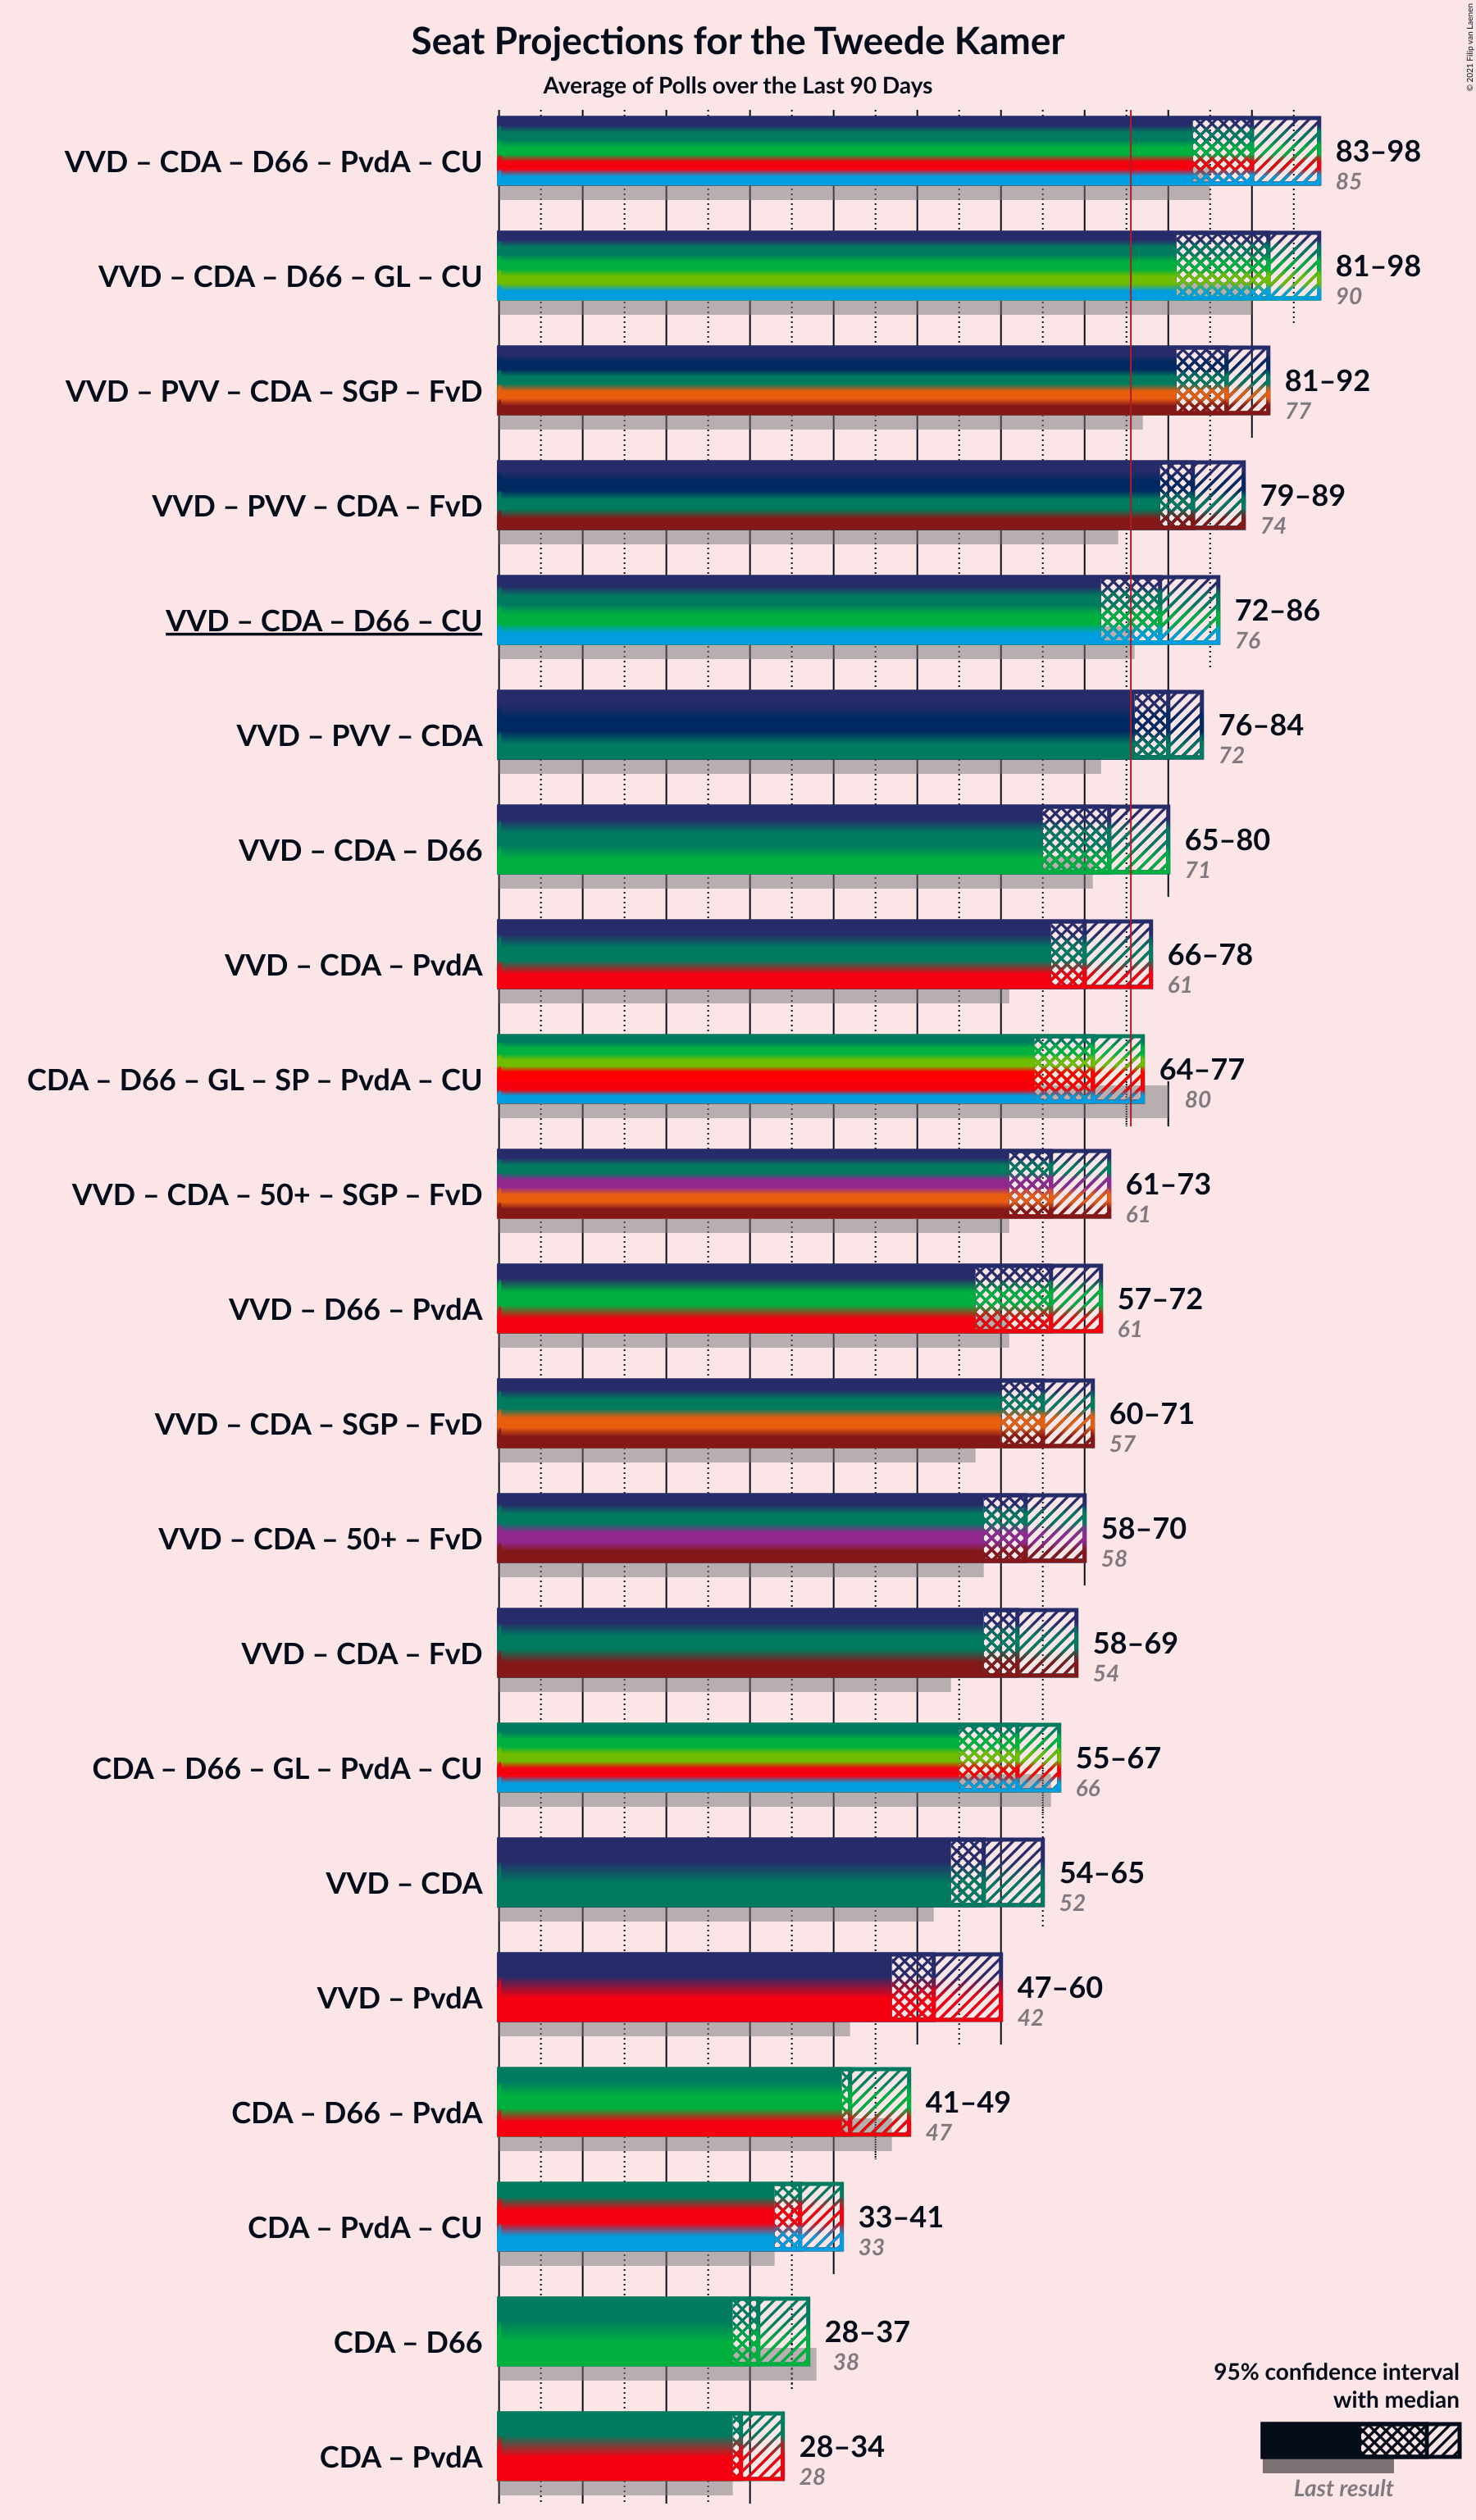 Seat Projections for the Tweede Kamer
Average of Polls over the Last 90 Days
© 2021 Filip van Laenen
VVD – CDA – D66 – PvdA – CU
83–98
85
VVD – CDA – D66 – GL – CU
81–98
90
VVD – PVV – CDA – SGP – FvD
81–92
77
VVD – PVV – CDA – FvD
79–89
74
VVD – CDA – D66 – CU
72–86
76
VVD – PVV – CDA
76–84
72
VVD – CDA – D66
65–80
71
VVD – CDA – PvdA
66–78
61
CDA – D66 – GL – SP – PvdA – CU
64–77
80
VVD – CDA – 50+ – SGP – FvD
61–73
61
VVD – D66 – PvdA
57–72
61
VVD – CDA – SGP – FvD
60–71
57
VVD – CDA – 50+ – FvD
58–70
58
VVD – CDA – FvD
58–69
54
CDA – D66 – GL – PvdA – CU
55–67
66
VVD – CDA
54–65
52
VVD – PvdA
47–60
42
CDA – D66 – PvdA
41–49
47
CDA – PvdA – CU
33–41
33
CDA – D66
28–37
38
CDA – PvdA
28–34
28
95% confidence interval
with median
Last result